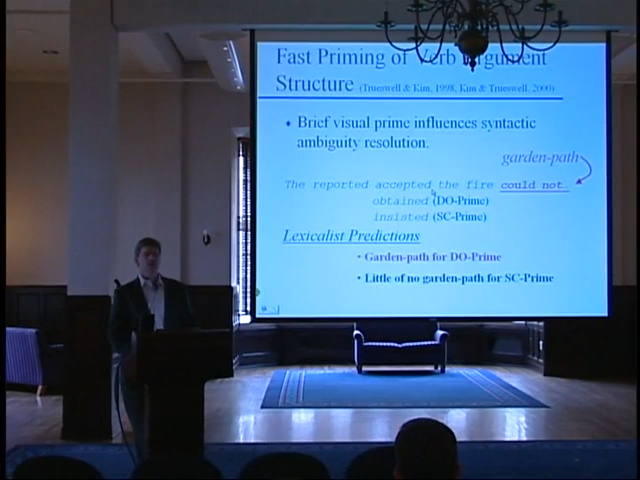 Fast Priming of Verb Argument
Structure (Trueswell & Kim, 1998, Kim & Trueswell, 2000)
♦ Brief visual prime influences syntactic
ambiguity resolution.
garden-path
The reported accepted the fire could not…
obtained (DO-Prime)
insisted (SC-Prime)
Lexicalist Predictions
• Garden-path for DO-Prime
• Little of no garden-path for SC-Prime